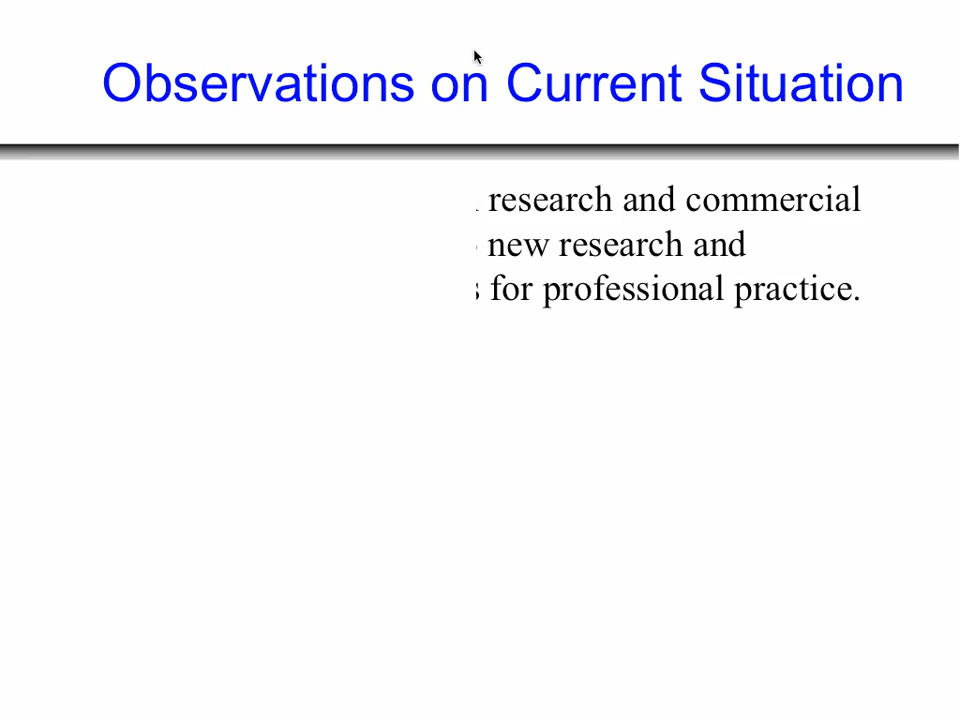 Observations on Current Situation
research and commercial
new research and
for professional practice.